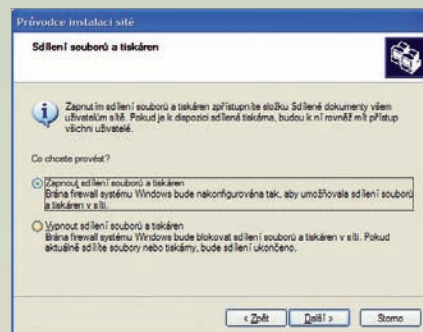 Průvodce instalací sítě
Sdílení souborů a tiskáren
Zapnutím sdílení souborů a tiskáren zpřístupníte složku Sdílené dokumenty všem
uživatelům sítě. Pokud je k dispozici sdílená tiskárna, budou k ní rovněž mít přístup
všichni uživatelé.
Co chcete provést?
Zapnout sdílení souborů a tiskáren
Brána firewall systému Windows bude nakonfigurována tak, aby umožňovala sdílení souborů
a tiskáren v síti.
Vypnout sdílení souborů a tiskáren
Brána firewall systému Windows bude blokovat sdílení souborů a tiskáren v síti. Pokud
aktuálně sdílíte soubory nebo tiskárny, bude sdílení ukončeno.
< Zpět
Další >
Storno